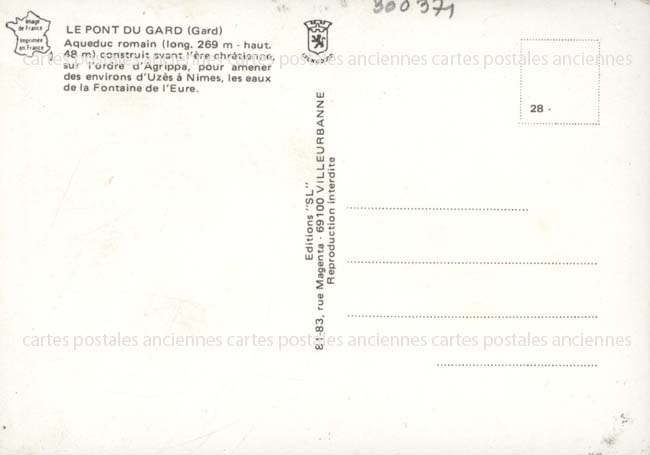 300371
Image
de France
Imprimée
en France
LE PONT DU GARD (Gard)
Aqueduc romain (long. 269 m - haut.
48 m) construit avant l'ère chrétienne,
sur l'ordre d'Agrippa, pour amener
des environs d'Uzès à Nimes, les eaux
de la Fontaine de l'Eure.
28 -
Editions "SL"
81-83, rue Magenta - 69100 VILLEURBANNE
Reproduction interdite
cartes postales anciennes cartes postales anciennes cartes postales anciennes
cartes postales anciennes cartes postales anciennes cartes postales anciennes